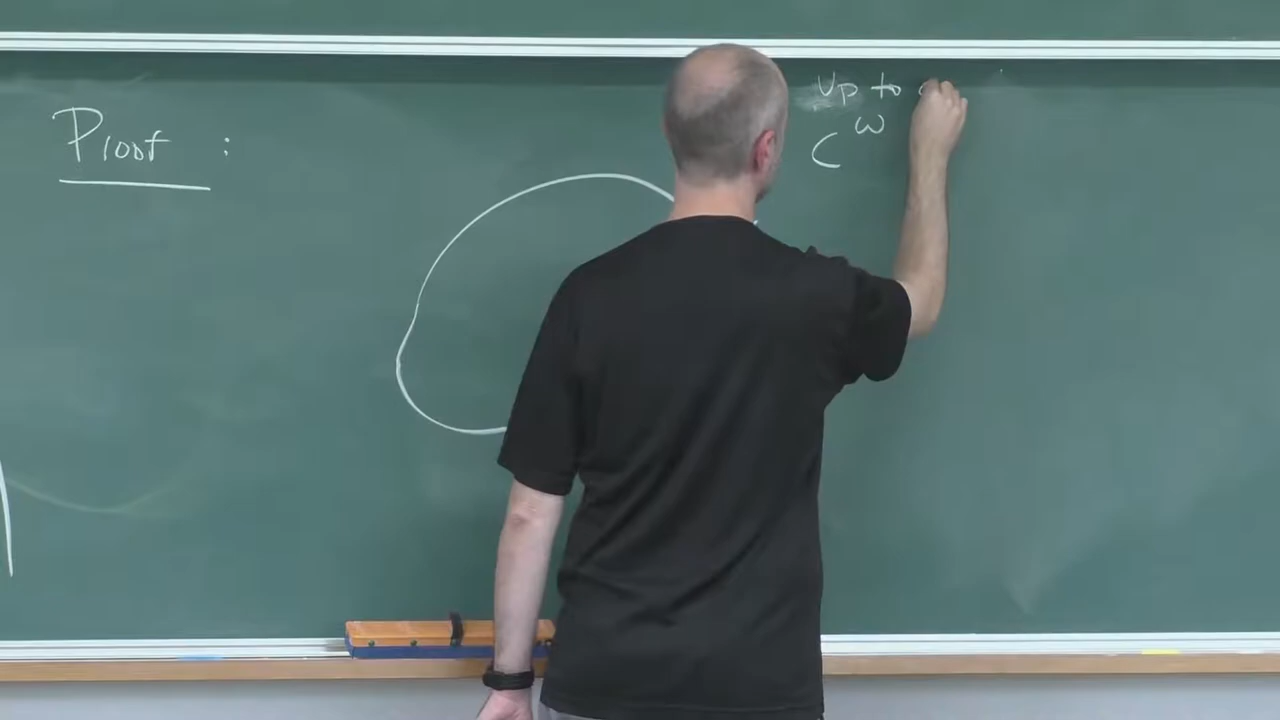 Proof :
Up to
C^ω